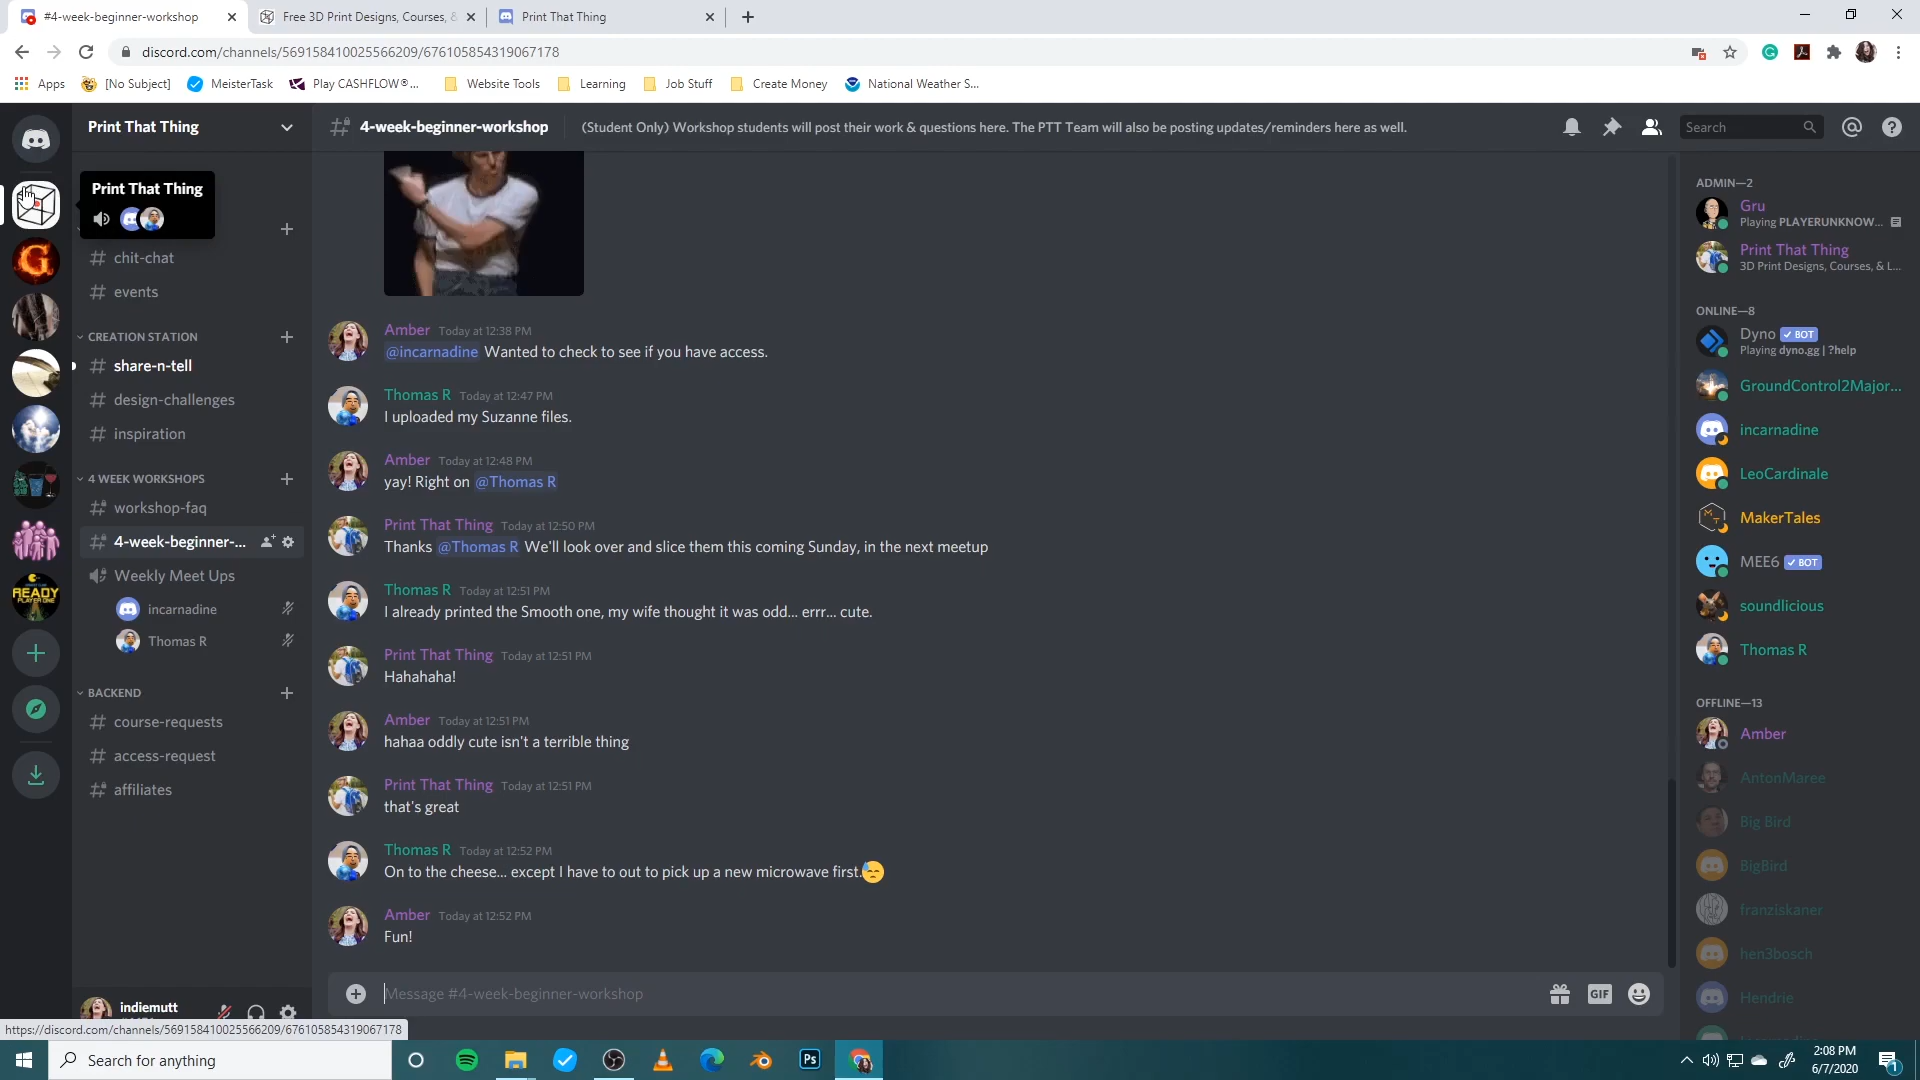 #4-week-beginner-workshop
Free 3D Print Designs, Courses, &
Print That Thing
discord.com/channels/569158410025566209/676105854319067178
Apps
[No Subject]
MeisterTask
Play CASHFLOW®...
Website Tools
Learning
Job Stuff
Create Money
National Weather S...
Print That Thing
4-week-beginner-workshop
(Student Only) Workshop students will post their work & questions here. The PTT Team will also be posting updates/reminders here as well.
Search
Print That Thing
chit-chat
events
CREATION STATION
share-n-tell
design-challenges
inspiration
4 WEEK WORKSHOPS
workshop-faq
4-week-beginner-...
Weekly Meet Ups
incarnadine
Thomas R
BACKEND
course-requests
access-request
affiliates
G
READY
PLAYER ONE
indiemutt
Amber Today at 12:38 PM
@incarnadine Wanted to check to see if you have access.
Thomas R Today at 12:47 PM
I uploaded my Suzanne files.
Amber Today at 12:48 PM
yay! Right on @Thomas R
Print That Thing Today at 12:50 PM
Thanks @Thomas R We'll look over and slice them this coming Sunday, in the next meetup
Thomas R Today at 12:51 PM
I already printed the Smooth one, my wife thought it was odd... errr... cute.
Print That Thing Today at 12:51 PM
Hahahaha!
Amber Today at 12:51 PM
hahaa oddly cute isn't a terrible thing
Print That Thing Today at 12:51 PM
that's great
Thomas R Today at 12:52 PM
On to the cheese... except I have to out to pick up a new microwave first.
Amber Today at 12:52 PM
Fun!
Message #4-week-beginner-workshop
GIF
ADMIN—2
Gru
Playing PLAYERUNKNOW...
Print That Thing
3D Print Designs, Courses, & L...
ONLINE—8
Dyno ✓ BOT
Playing dyno.gg | ?help
GroundControl2Major...
incarnadine
LeoCardinale
MakerTales
MEE6 ✓ BOT
soundlicious
Thomas R
OFFLINE—13
Amber
AntonMaree
Big Bird
BigBird
franziskaner
hen3bosch
Hendrie
https://discord.com/channels/569158410025566209/676105854319067178
Search for anything
Ps
2:08 PM
6/7/2020
1